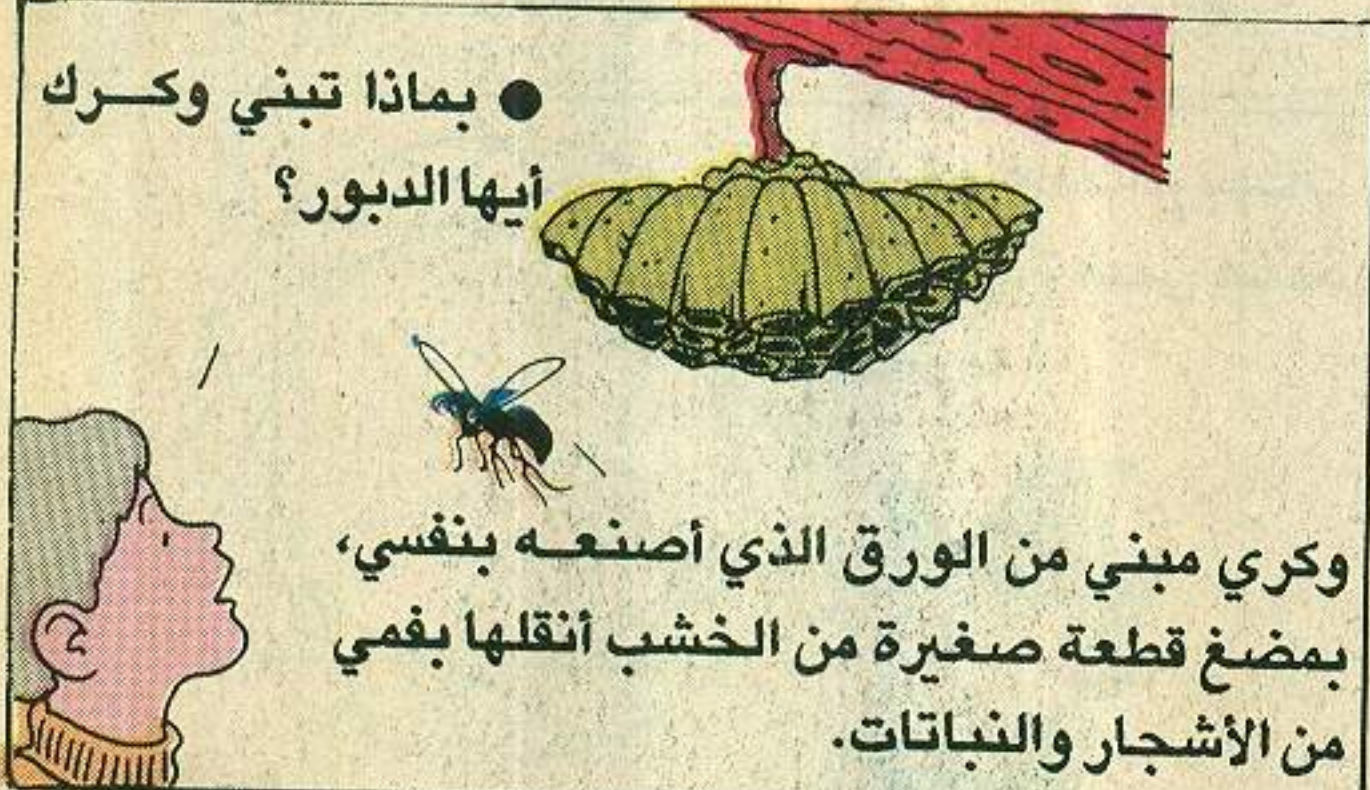 ● بماذا تبني وكرك
أيها الدبور؟
وكري مبني من الورق الذي أصنعه بنفسي،
بمضغ قطعة صغيرة من الخشب أنقلها بفمي
من الأشجار والنباتات.